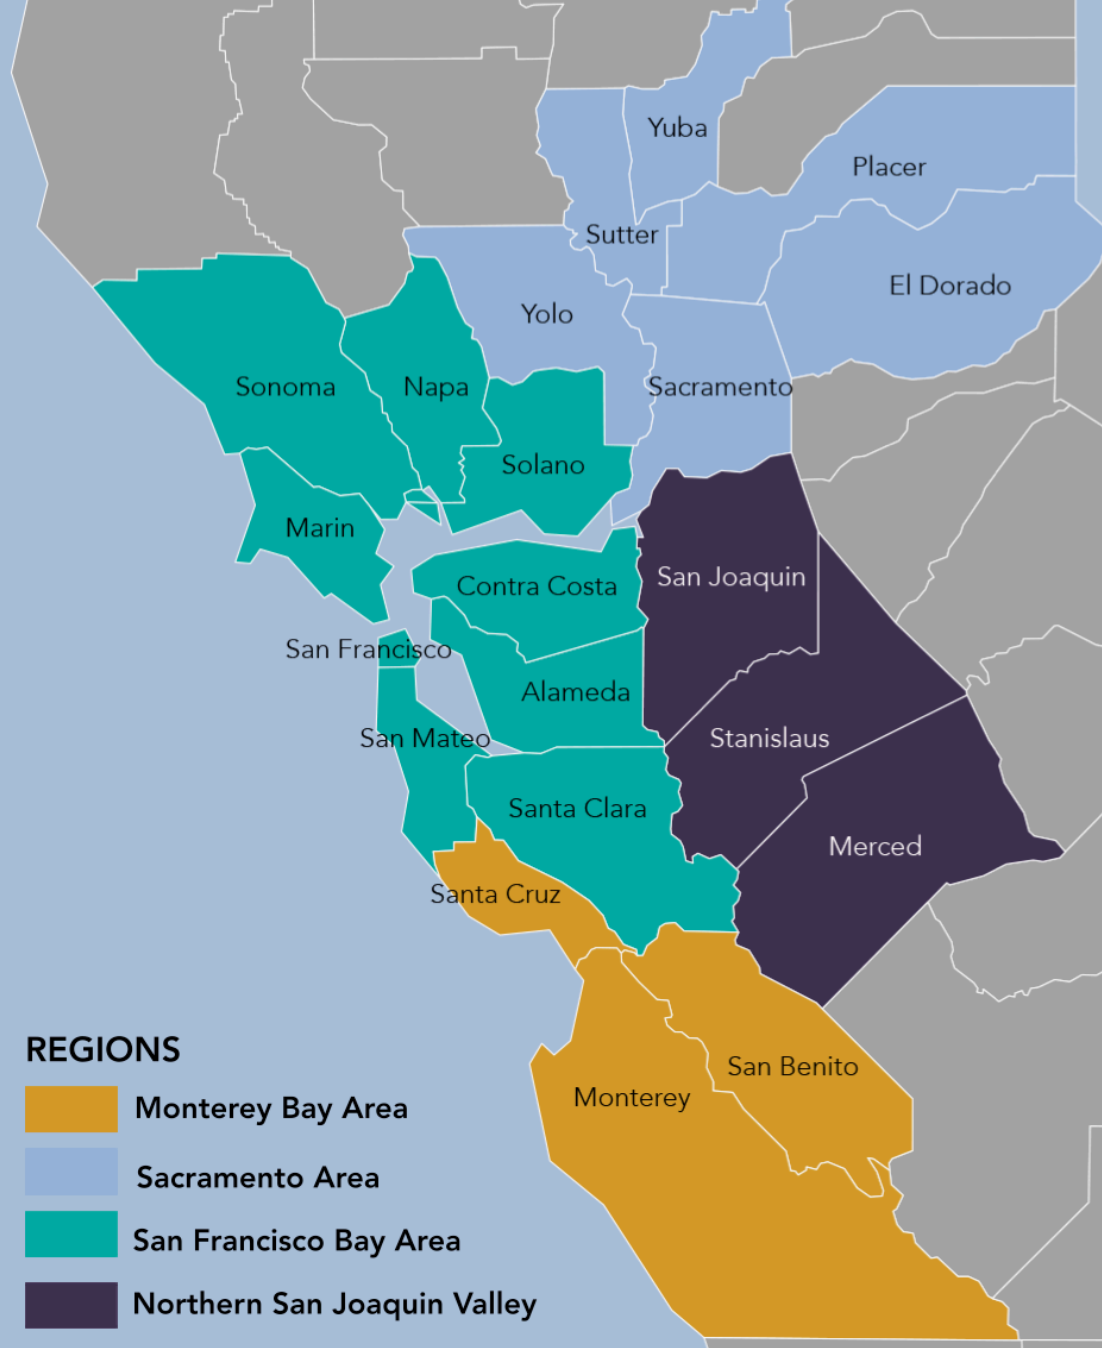 Yuba
Placer
Sutter
El Dorado
Yolo
Sonoma
Napa
Sacramento
Solano
Marin
Contra Costa
San Joaquin
San Francisco
Alameda
San Mateo
Stanislaus
Santa Clara
Merced
Santa Cruz
San Benito
Monterey
REGIONS
Monterey Bay Area
Sacramento Area
San Francisco Bay Area
Northern San Joaquin Valley